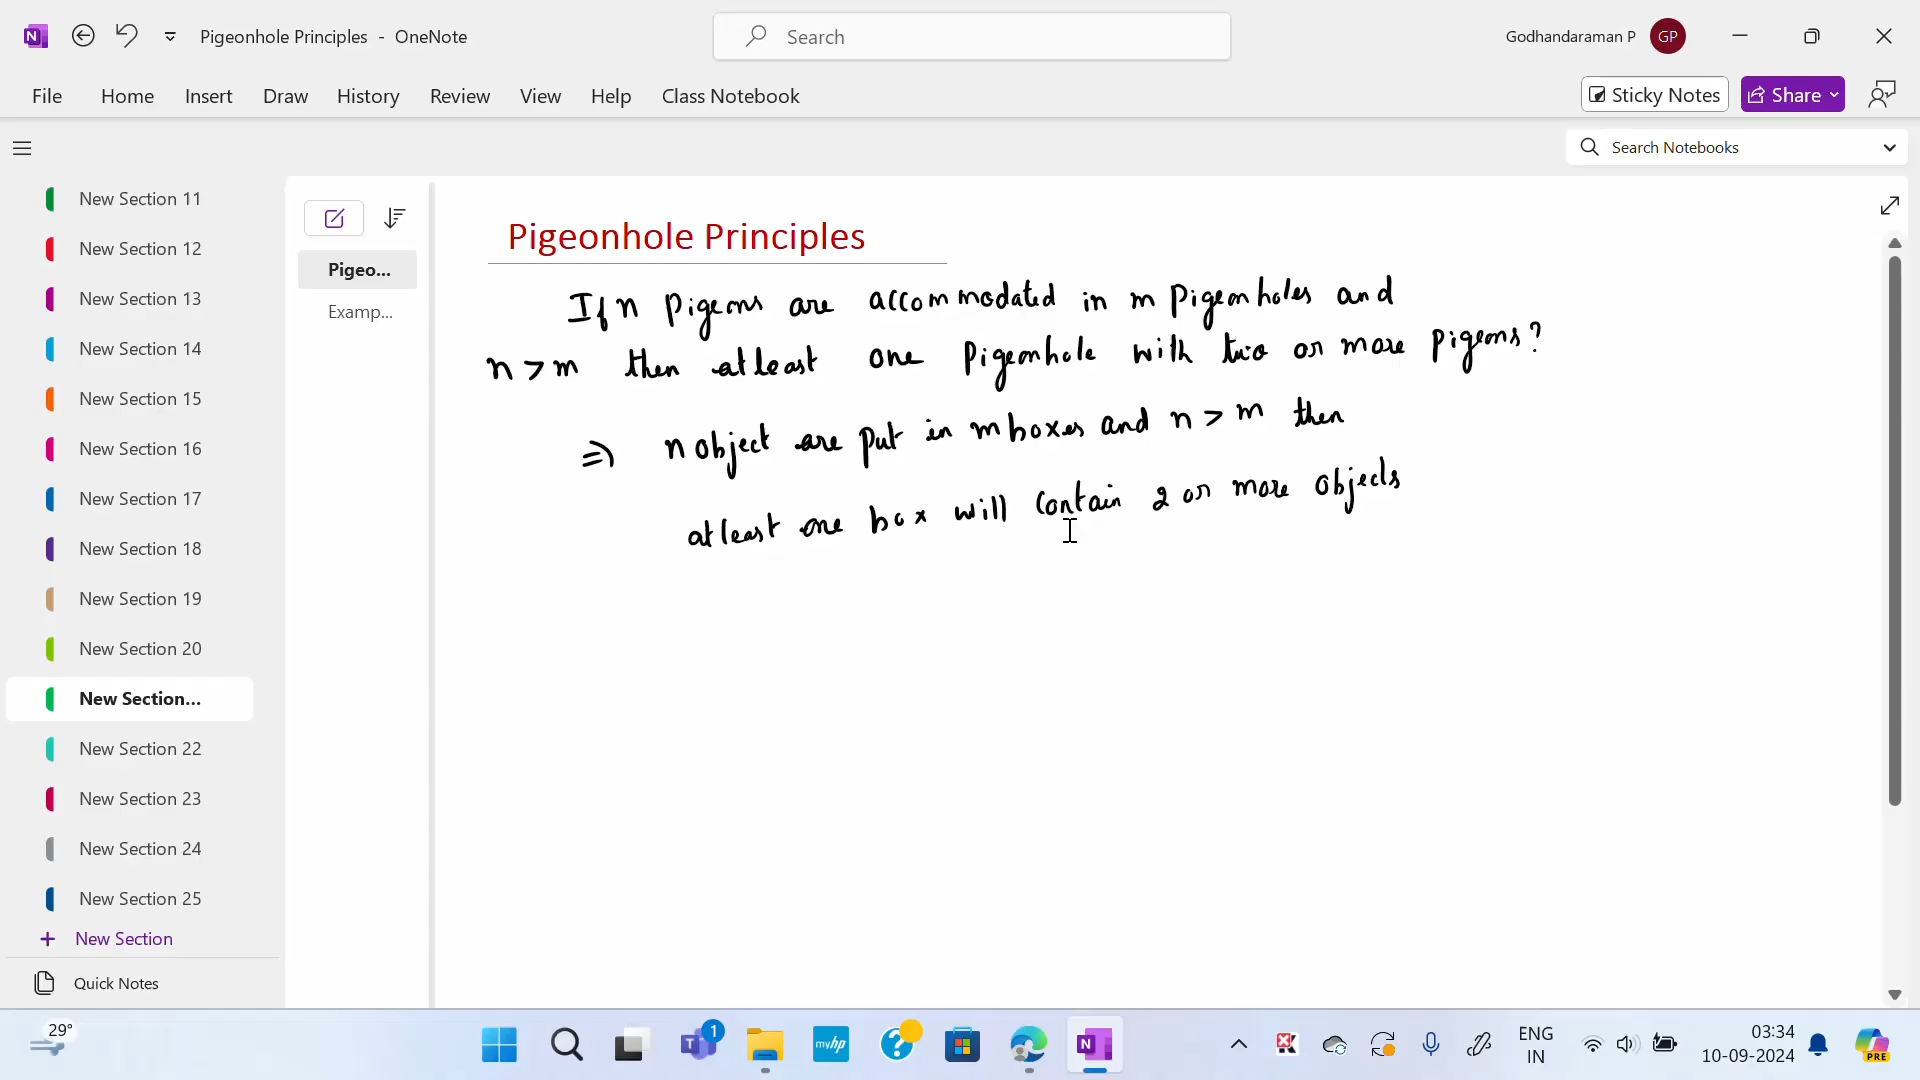 Pigeonhole Principles - OneNote
Search
Godhandaraman P
GP
File Home Insert Draw History Review View Help Class Notebook
Sticky Notes
Share
Search Notebooks
New Section 11
New Section 12
New Section 13
New Section 14
New Section 15
New Section 16
New Section 17
New Section 18
New Section 19
New Section 20
New Section...
New Section 22
New Section 23
New Section 24
New Section 25
+ New Section
Quick Notes
Pigeo...
Examp...
Pigeonhole Principles
If n pigeons are accommodated in m pigeonholes and
n > m then atleast one pigeonhole with two or more pigeons?
⇒ n object are put in m boxes and n > m then
atleast one box will contain 2 or more objects
29°
1
myhp
ENG
IN
03:34
10-09-2024
PRE